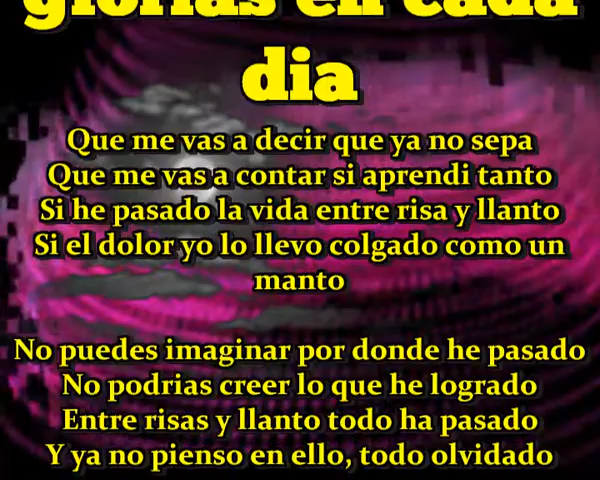 glorias en cada
dia
Que me vas a decir que ya no sepa
Que me vas a contar si aprendi tanto
Si he pasado la vida entre risa y llanto
Si el dolor yo lo llevo colgado como un
manto
No puedes imaginar por donde he pasado
No podrias creer lo que he logrado
Entre risas y llanto todo ha pasado
Y ya no pienso en ello, todo olvidado